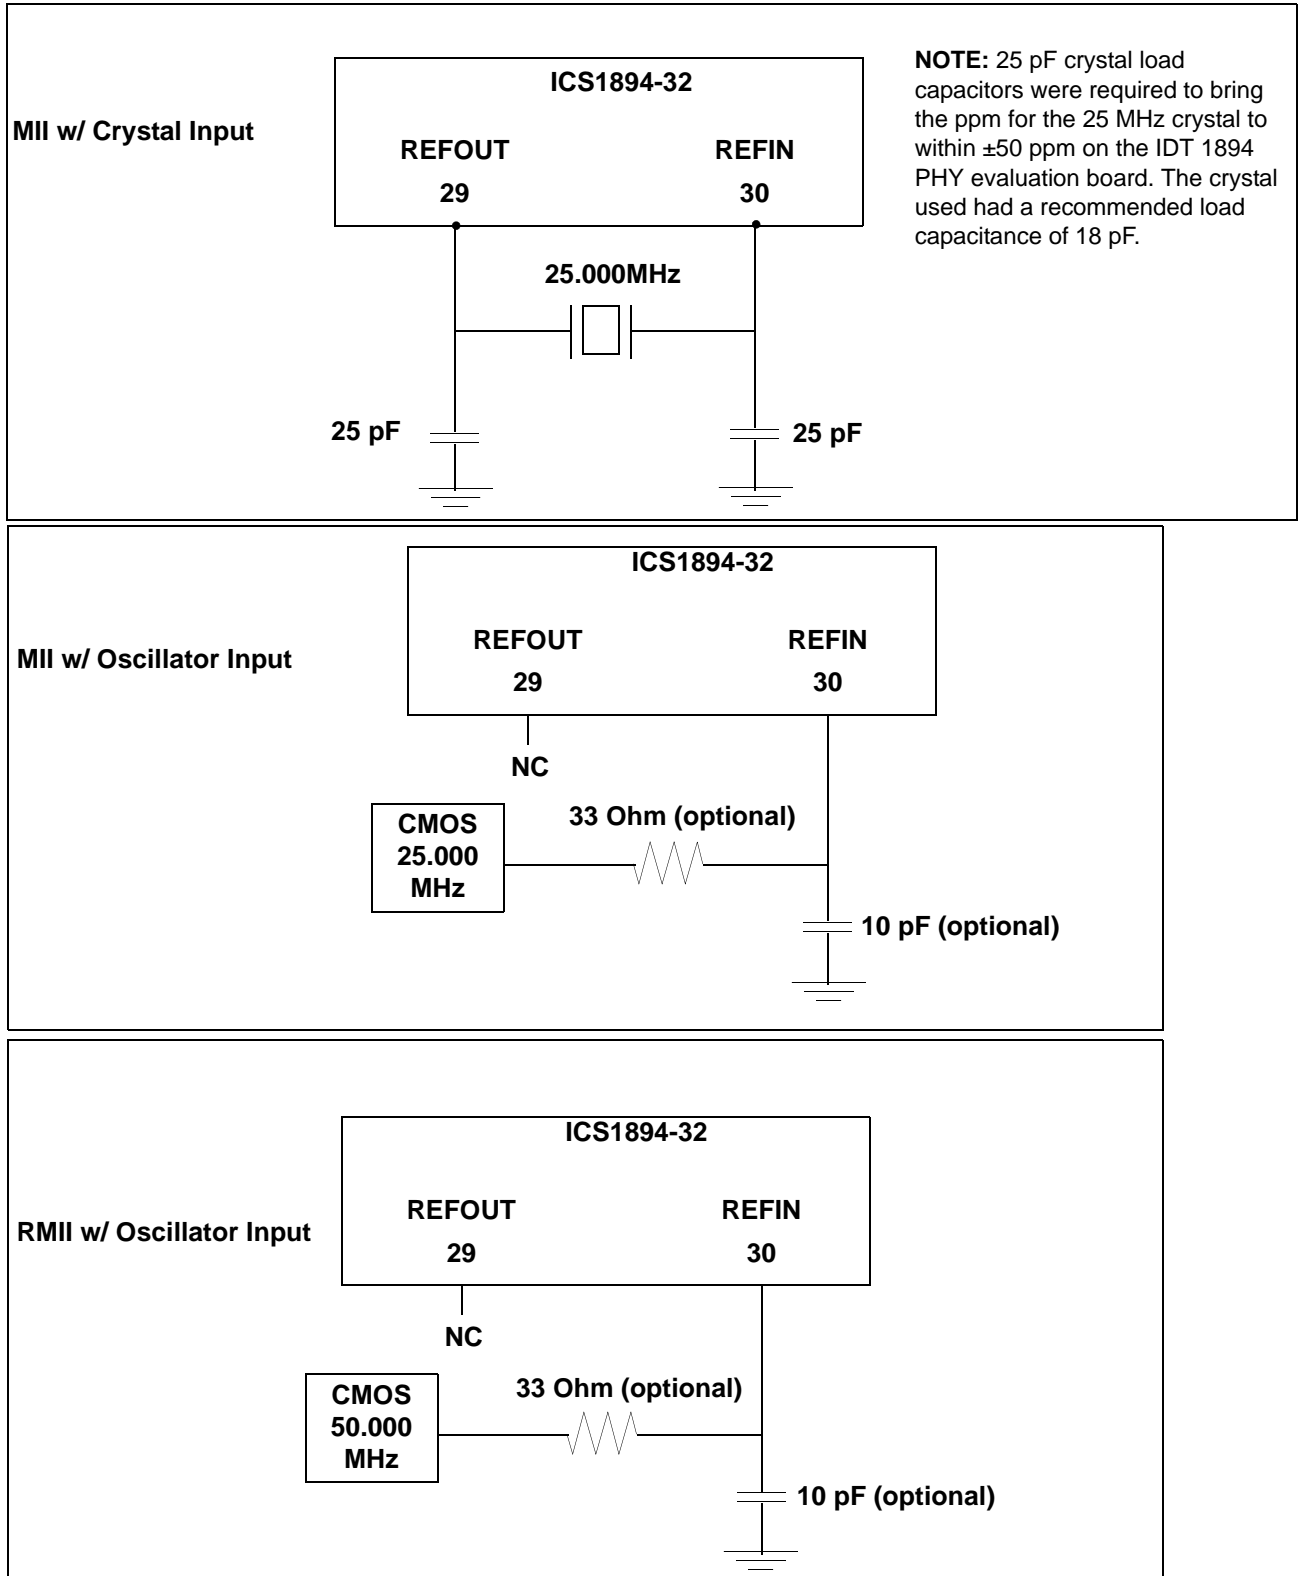 MII w/ Crystal Input
ICS1894-32
REFOUT
REFIN
29
30
25.000MHz
25 pF
25 pF
NOTE: 25 pF crystal load
capacitors were required to bring
the ppm for the 25 MHz crystal to
within ±50 ppm on the IDT 1894
PHY evaluation board. The crystal
used had a recommended load
capacitance of 18 pF.
MII w/ Oscillator Input
ICS1894-32
REFOUT
REFIN
29
30
NC
CMOS
25.000
MHz
33 Ohm (optional)
10 pF (optional)
RMII w/ Oscillator Input
ICS1894-32
REFOUT
REFIN
29
30
NC
CMOS
50.000
MHz
33 Ohm (optional)
10 pF (optional)